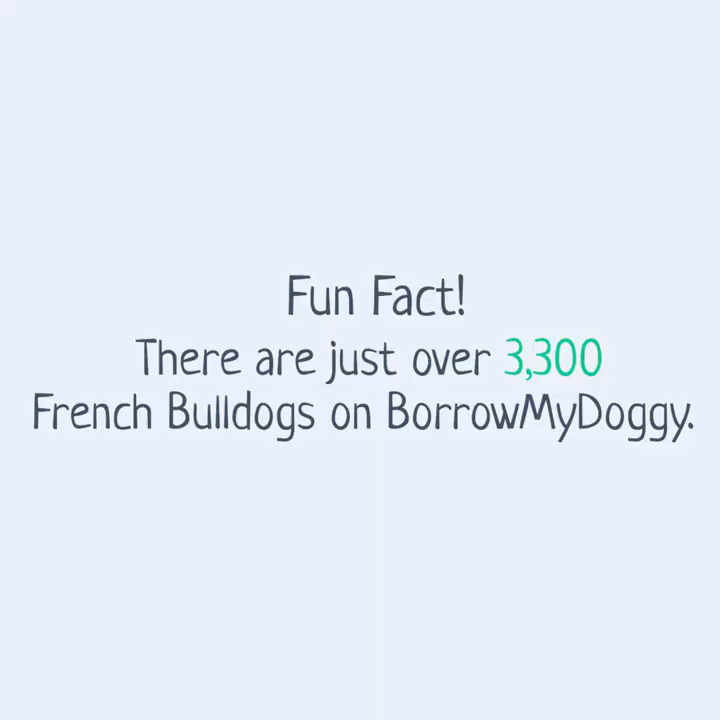 Fun Fact!
There are just over 3,300
French Bulldogs on BorrowMyDoggy.